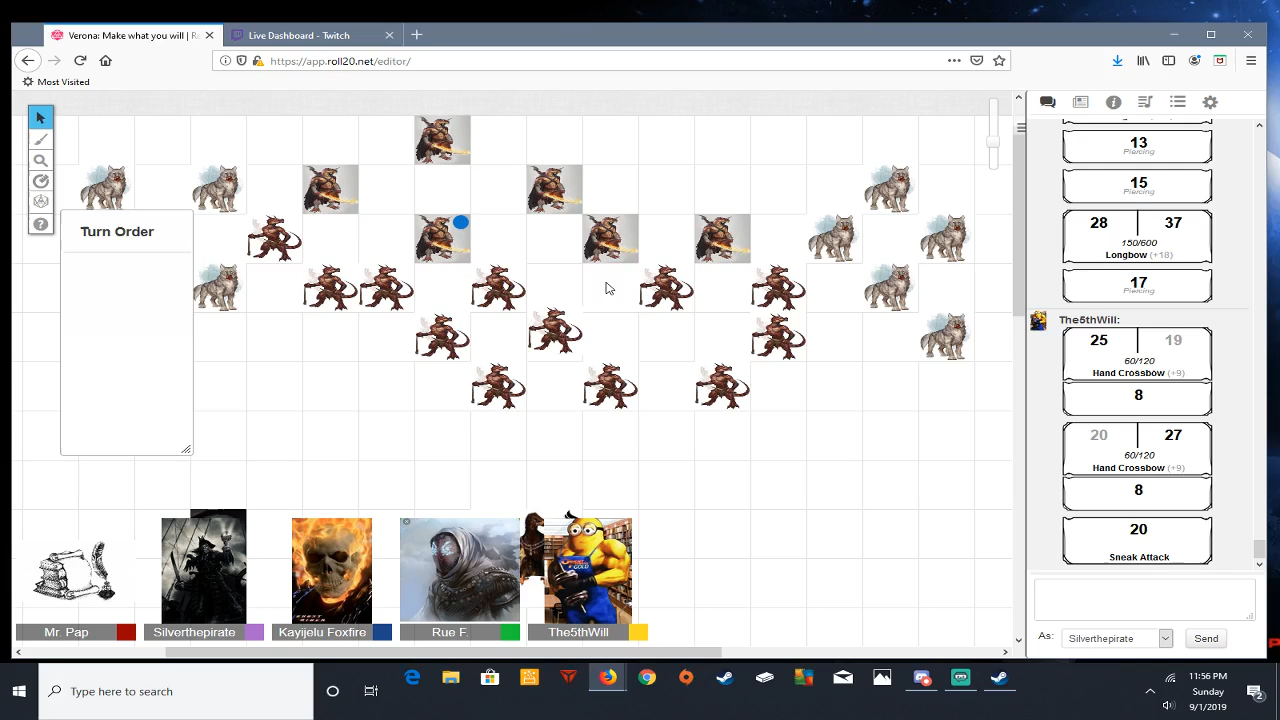 Verona: Make what you will | R
Live Dashboard - Twitch
https://app.roll20.net/editor/
Most Visited
Turn Order
13
Piercing
15
Piercing
28 37
150/600
Longbow (+18)
17
Piercing
The5thWill:
25 19
60/120
Hand Crossbow (+9)
8
20 27
60/120
Hand Crossbow (+9)
8
20
Sneak Attack
As: Silverthepirate Send
Mr. Pap
Silverthepirate
Kayijelu Foxfire
Rue F.
The5thWill
Type here to search
11:56 PM
Sunday
9/1/2019
2